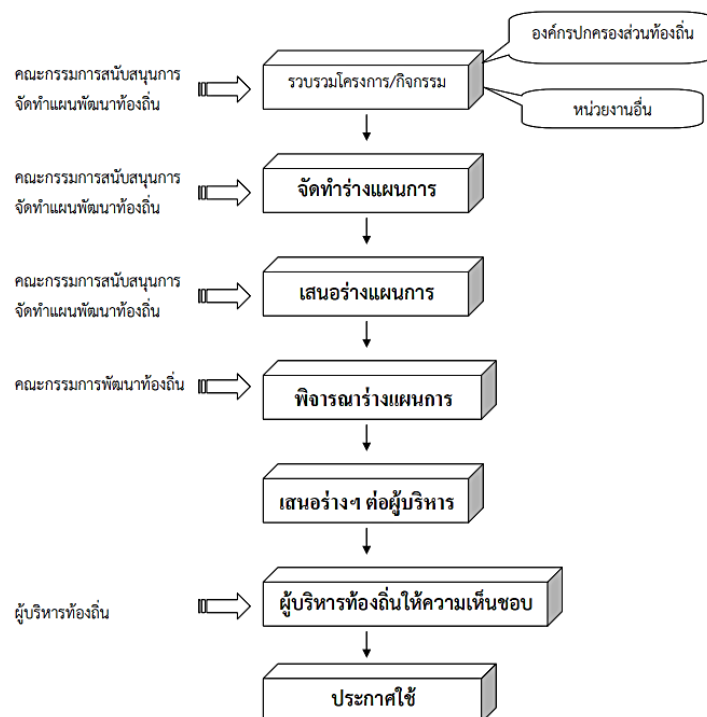 องค์กรปกครองส่วนท้องถิ่น
คณะกรรมการสนับสนุนการ
จัดทำแผนพัฒนาท้องถิ่น
รวบรวมโครงการ/กิจกรรม
หน่วยงานอื่น
คณะกรรมการสนับสนุนการ
จัดทำแผนพัฒนาท้องถิ่น
จัดทำร่างแผนการ
คณะกรรมการสนับสนุนการ
จัดทำแผนพัฒนาท้องถิ่น
เสนอร่างแผนการ
คณะกรรมการพัฒนาท้องถิ่น
พิจารณาร่างแผนการ
เสนอร่างฯ ต่อผู้บริหาร
ผู้บริหารท้องถิ่น
ผู้บริหารท้องถิ่นให้ความเห็นชอบ
ประกาศใช้